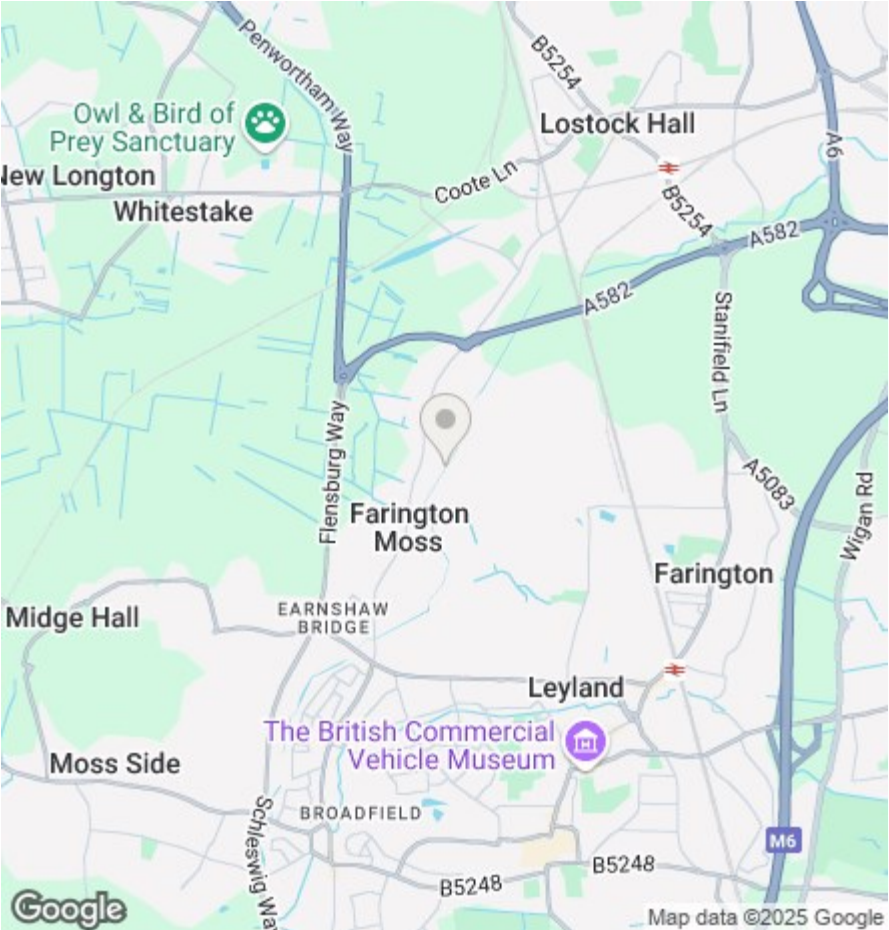 Penwortham Way
B5254
Owl & Bird of
Prey Sanctuary
Lostock Hall
A6
New Longton
Coote Ln
Whitestake
B5254
A582
A582
Stanifield Ln
Flensburg Way
A5083
Wigan Rd
Farington
Moss
Farington
Midge Hall
EARNSHAW
BRIDGE
Leyland
The British Commercial
Vehicle Museum
Moss Side
Schleswig Wa
BROADFIELD
M6
B5248
B5248
Google
Map data ©2025 Google